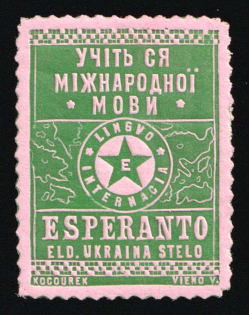 УЧІТЬ СЯ
МІЖНАРОДНОЇ
МОВИ
LINGVO
E
INTERNACIA
ESPERANTO
ELD. UKRAINA STELO
KOCOUREK VIENO V.